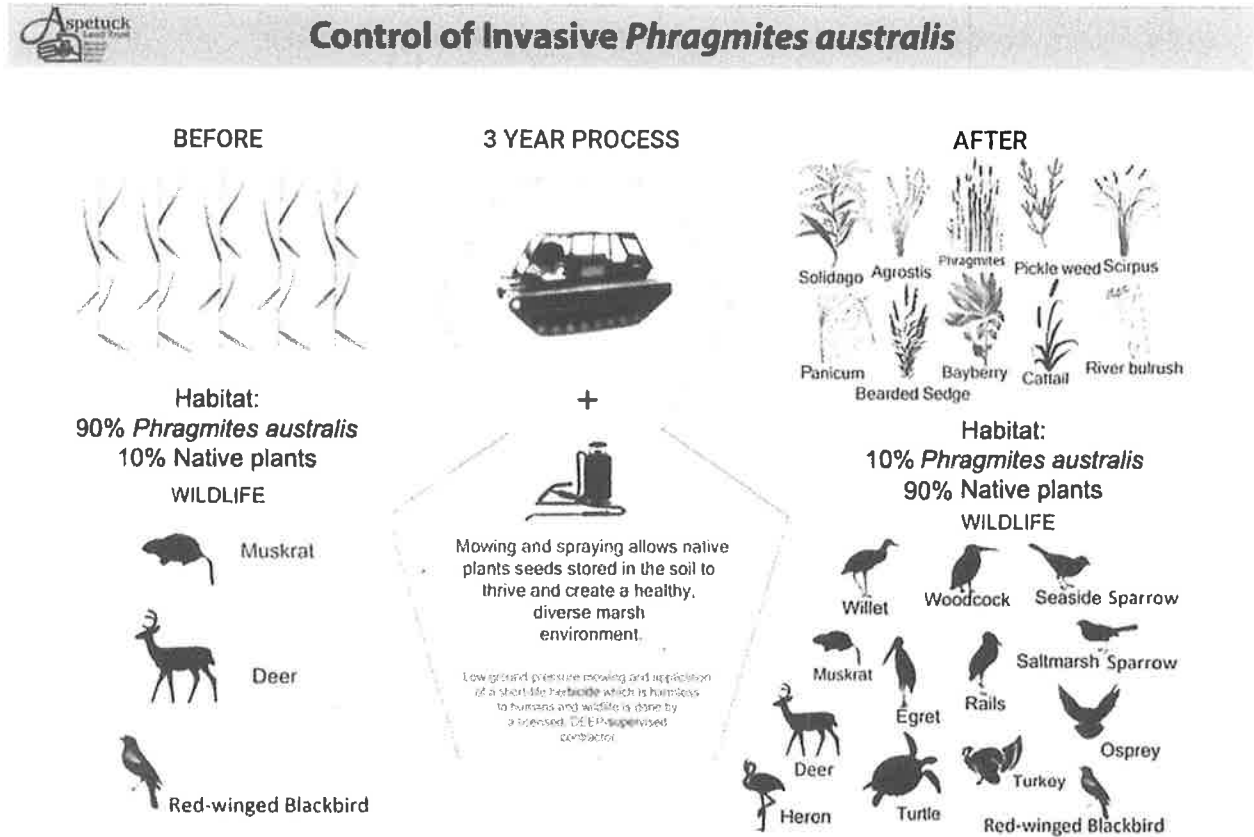 Aspetuck
Land Trust
Control of Invasive Phragmites australis
BEFORE
Habitat:
90% Phragmites australis
10% Native plants
WILDLIFE
Muskrat
Deer
Red-winged Blackbird
3 YEAR PROCESS
+
Mowing and spraying allows native
plants seeds stored in the soil to
thrive and create a healthy,
diverse marsh
environment.
Low ground pressure mowing and application
of a short-life herbicide which is harmless
to humans and wildlife is done by
a licensed, DEEP-supervised
contractor
AFTER
Solidago Agrostis Phragmites Pickle weed Scirpus
Panicum Bearded Sedge Bayberry Cattail River bulrush
Habitat:
10% Phragmites australis
90% Native plants
WILDLIFE
Willet Woodcock Seaside Sparrow
Muskrat Egret Rails Saltmarsh Sparrow
Deer Osprey
Heron Turtle Turkey Red-winged Blackbird